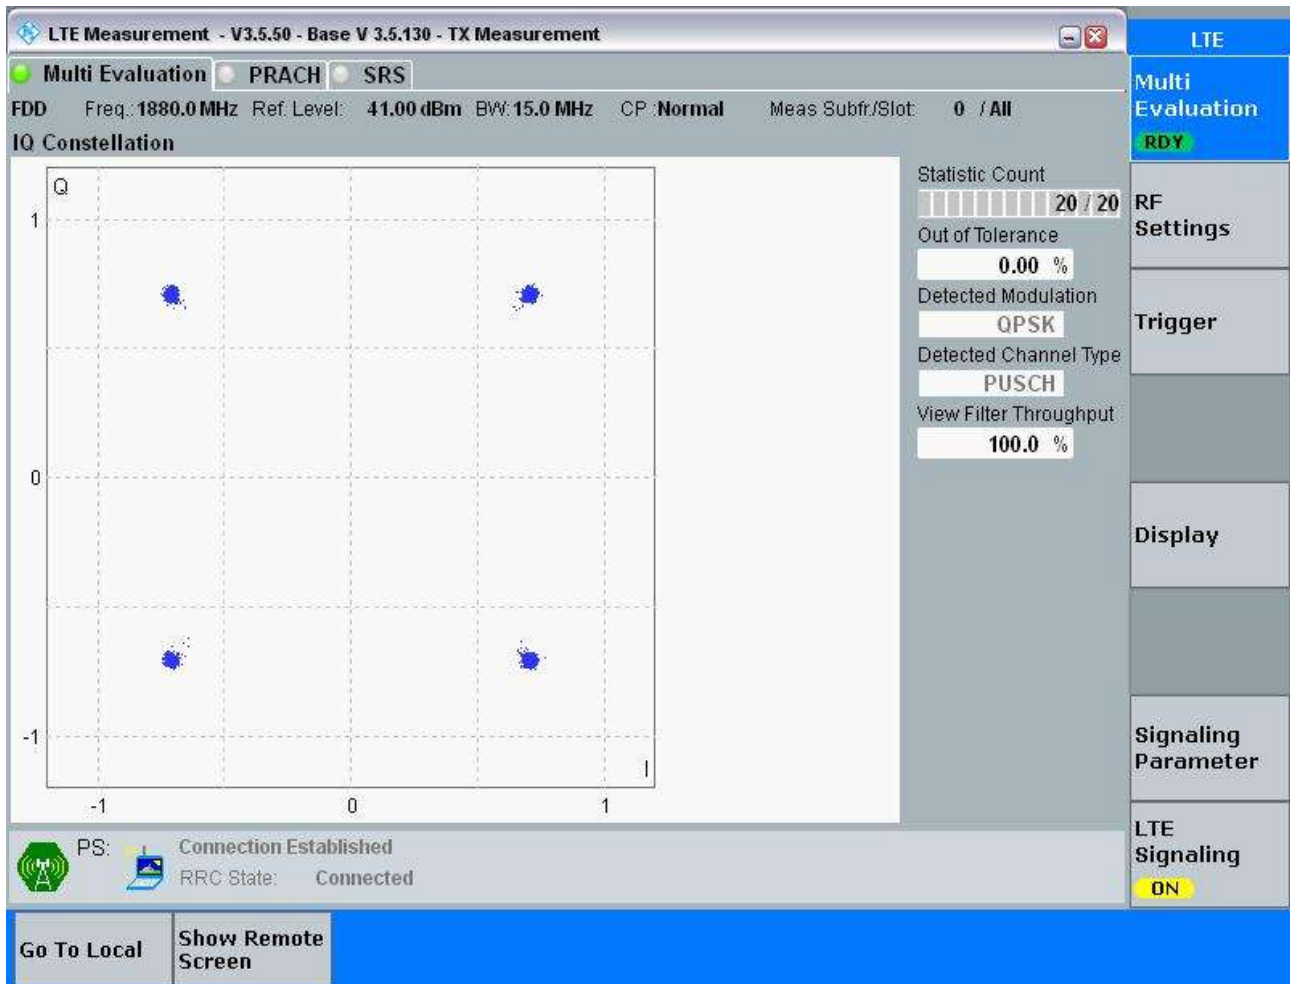 LTE Measurement - V3.5.50 - Base V 3.5.130 - TX Measurement
LTE
Multi Evaluation PRACH SRS
FDD Freq.: 1880.0 MHz Ref. Level: 41.00 dBm BW: 15.0 MHz CP : Normal Meas Subfr./Slot: 0 / All
IQ Constellation
Q
1
0
-1
I
-1 0 1
Statistic Count
20 / 20
Out of Tolerance
0.00 %
Detected Modulation
QPSK
Detected Channel Type
PUSCH
View Filter Throughput
100.0 %
Multi
Evaluation
RDY
RF
Settings
Trigger
Display
Signaling
Parameter
LTE
Signaling
ON
PS: Connection Established
RRC State: Connected
Go To Local
Show Remote
Screen